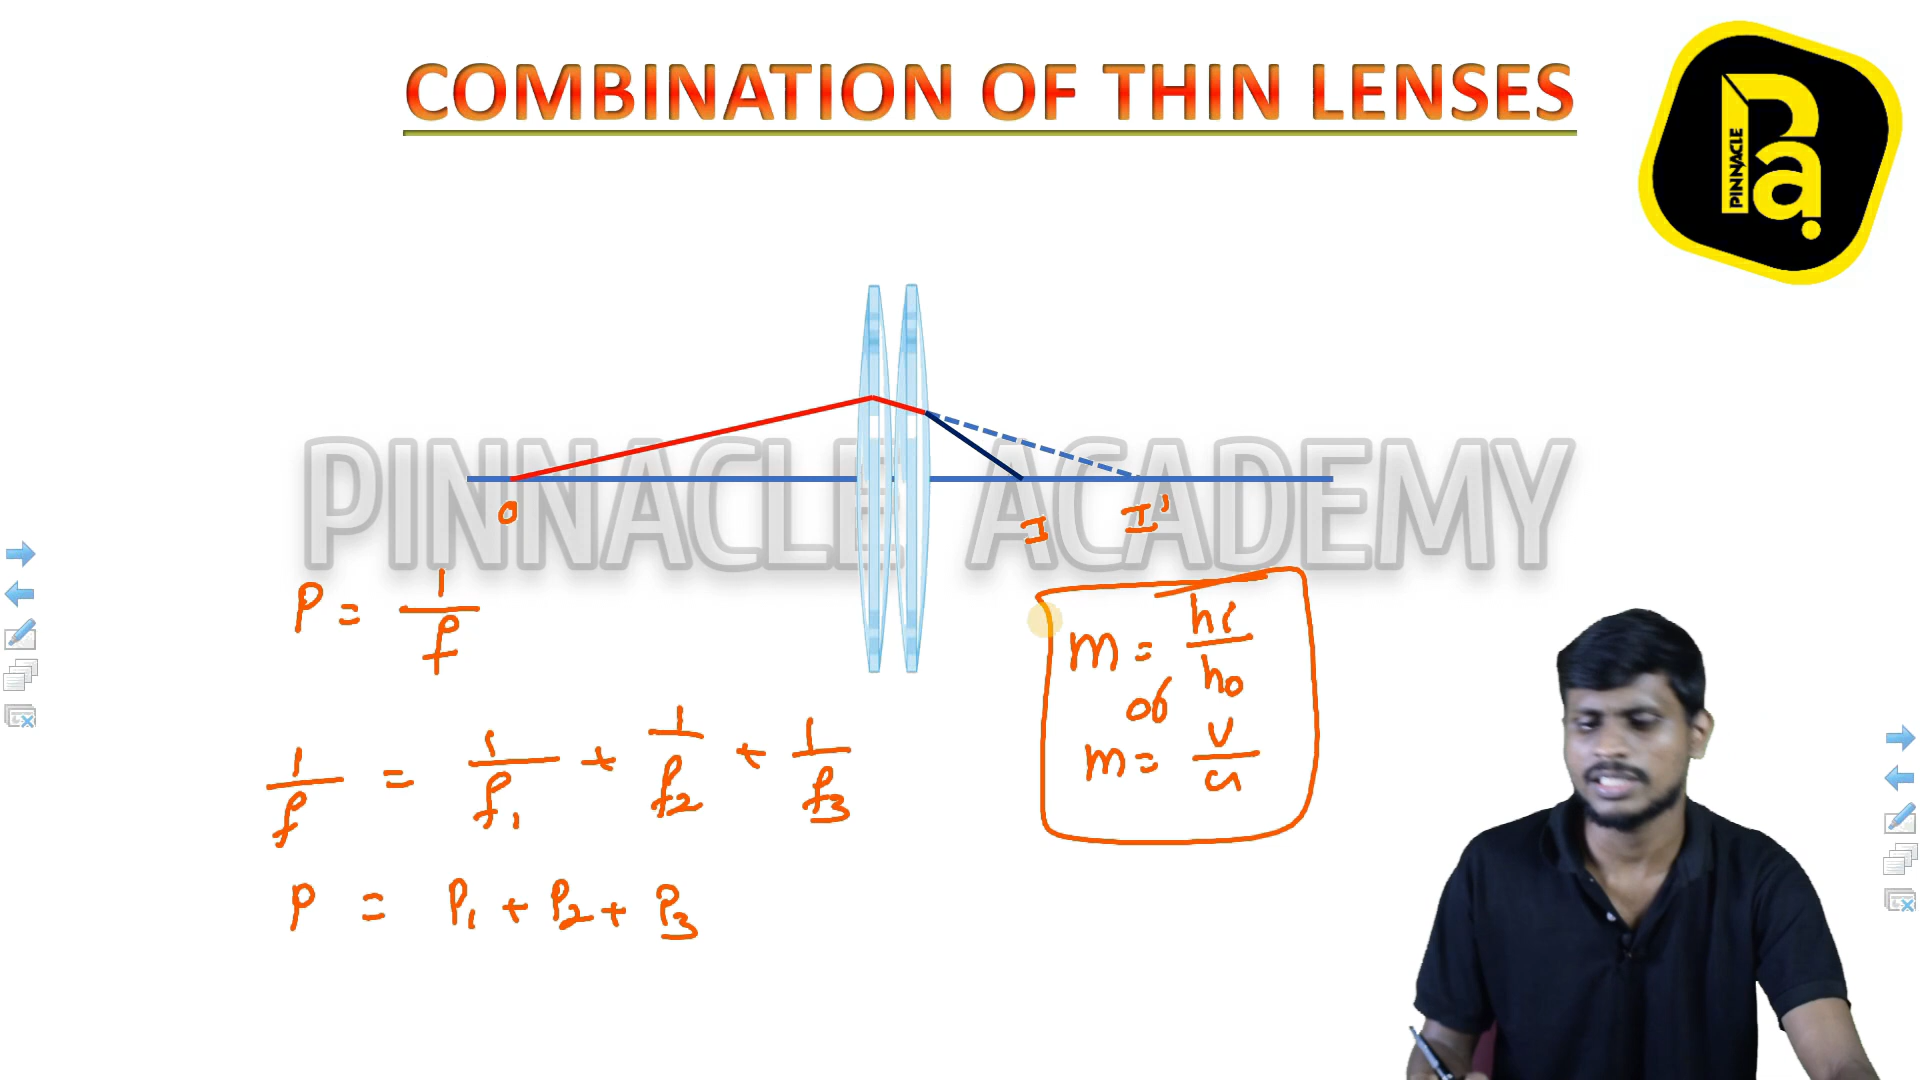 COMBINATION OF THIN LENSES
PINNACLE
Pa.
PINNACLE ACADEMY
O
I
I'
P = 1/f
m = hi/ho
or
m = v/u
1/f = 1/f1 + 1/f2 + 1/f3
P = P1 + P2 + P3